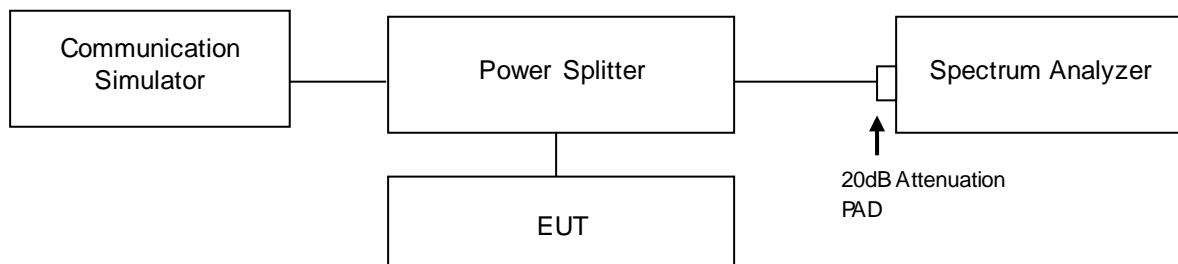 Communication
Simulator
Power Splitter
Spectrum Analyzer
20dB Attenuation
PAD
EUT